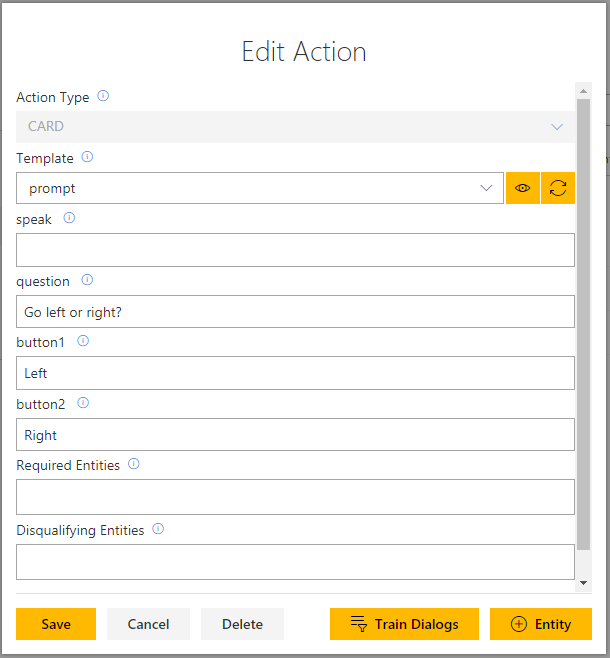 Edit Action
Action Type
CARD
Template
prompt
speak
question
Go left or right?
button1
Left
button2
Right
Required Entities
Disqualifying Entities
Save Cancel Delete Train Dialogs Entity